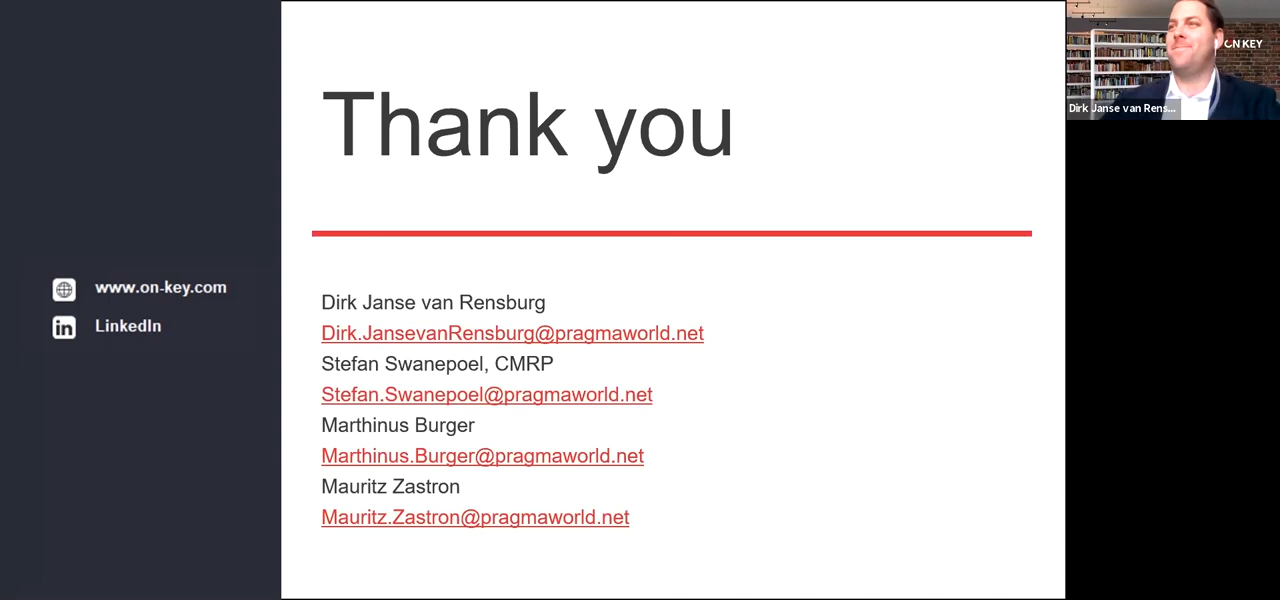 Thank you
www.on-key.com
LinkedIn
Dirk Janse van Rensburg
Dirk.JansevanRensburg@pragmaworld.net
Stefan Swanepoel, CMRP
Stefan.Swanepoel@pragmaworld.net
Marthinus Burger
Marthinus.Burger@pragmaworld.net
Mauritz Zastron
Mauritz.Zastron@pragmaworld.net
ON KEY
Dirk Janse van Rens...